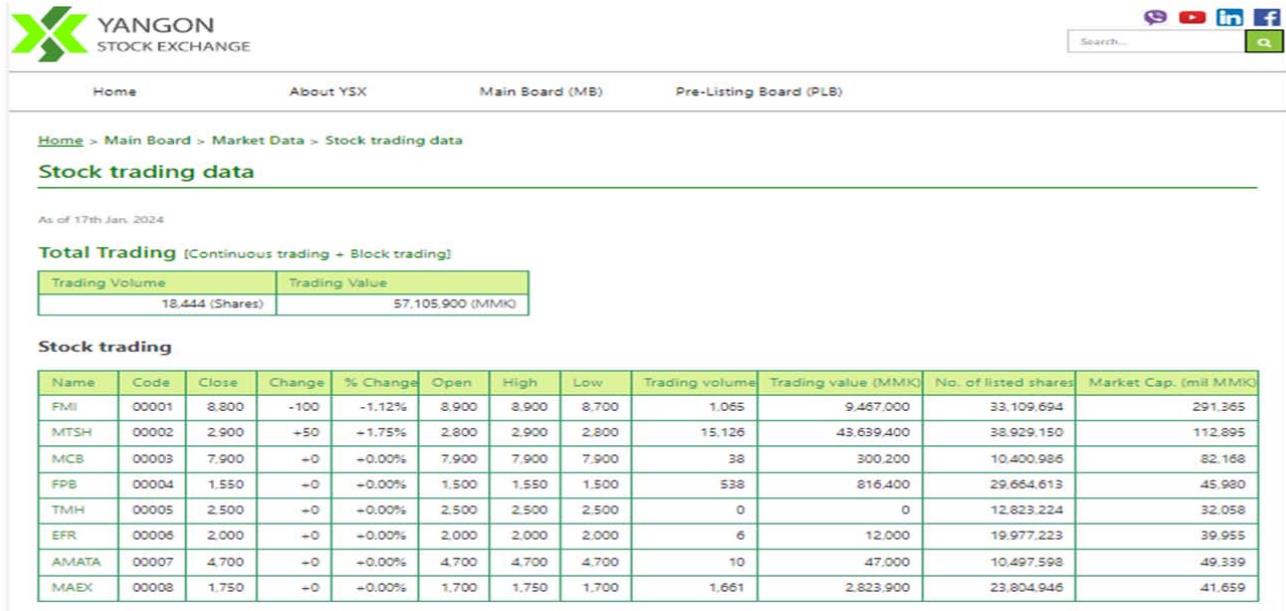 YANGON
STOCK EXCHANGE
Search...
Home About YSX Main Board (MB) Pre-Listing Board (PLB)
Home > Main Board > Market Data > Stock trading data
Stock trading data
As of 17th Jan. 2024
Total Trading [Continuous trading + Block trading]
Trading Volume Trading Value
18,444 (Shares) 57,105,900 (MMK)
Stock trading
Name Code Close Change % Change Open High Low Trading volume Trading value (MMK) No. of listed shares Market Cap. (mil MMK)
FMI 00001 8,800 -100 -1.12% 8,900 8,900 8,700 1,065 9,467,000 33,109,694 291,365
MTSH 00002 2,900 +50 +1.75% 2,800 2,900 2,800 15,126 43,639,400 38,929,150 112,895
MCB 00003 7,900 +0 +0.00% 7,900 7,900 7,900 38 300,200 10,400,986 82,168
FPB 00004 1,550 +0 +0.00% 1,500 1,550 1,500 538 816,400 29,664,613 45,980
TMH 00005 2,500 +0 +0.00% 2,500 2,500 2,500 0 0 12,823,224 32,058
EFR 00006 2,000 +0 +0.00% 2,000 2,000 2,000 6 12,000 19,977,223 39,955
AMATA 00007 4,700 +0 +0.00% 4,700 4,700 4,700 10 47,000 10,497,598 49,339
MAEX 00008 1,750 +0 +0.00% 1,700 1,750 1,700 1,661 2,823,900 23,804,946 41,659